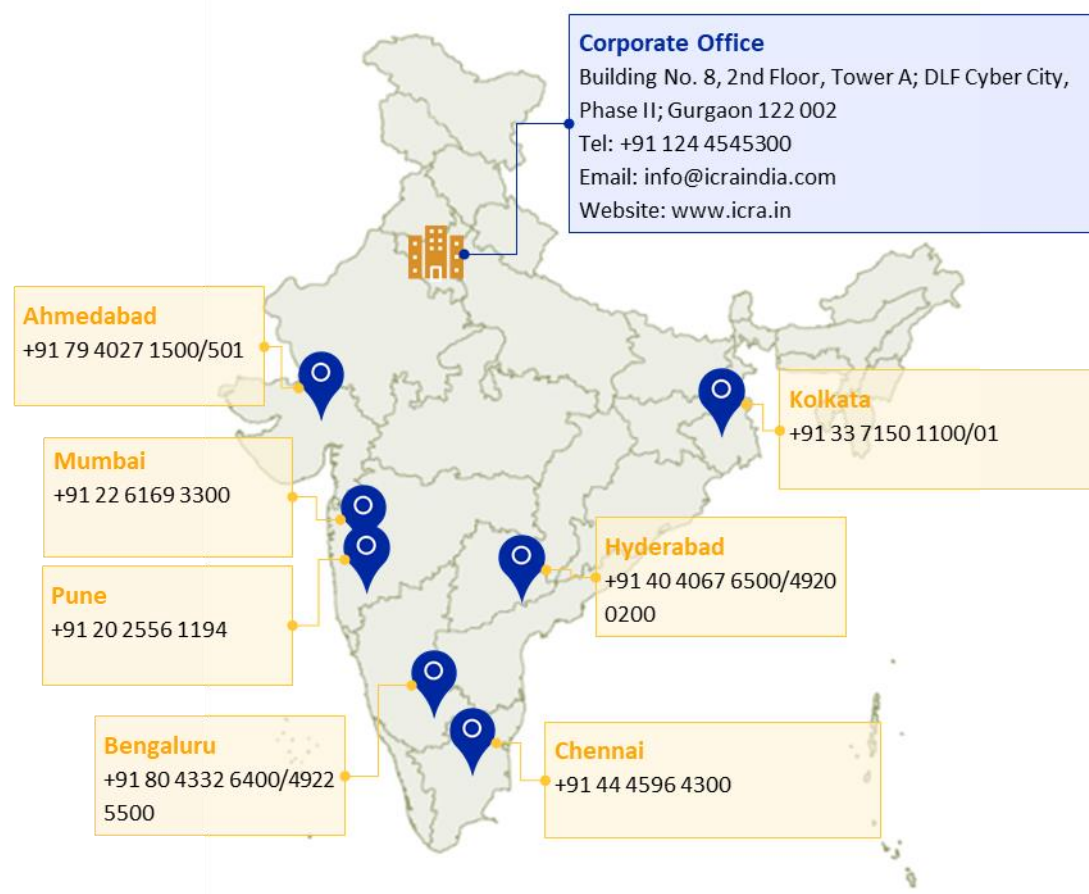 Corporate Office
Building No. 8, 2nd Floor, Tower A; DLF Cyber City,
Phase II; Gurgaon 122 002
Tel: +91 124 4545300
Email: info@icraindia.com
Website: www.icra.in
Ahmedabad
+91 79 4027 1500/501
Kolkata
+91 33 7150 1100/01
Mumbai
+91 22 6169 3300
Hyderabad
+91 40 4067 6500/4920
0200
Pune
+91 20 2556 1194
Bengaluru
+91 80 4332 6400/4922
5500
Chennai
+91 44 4596 4300